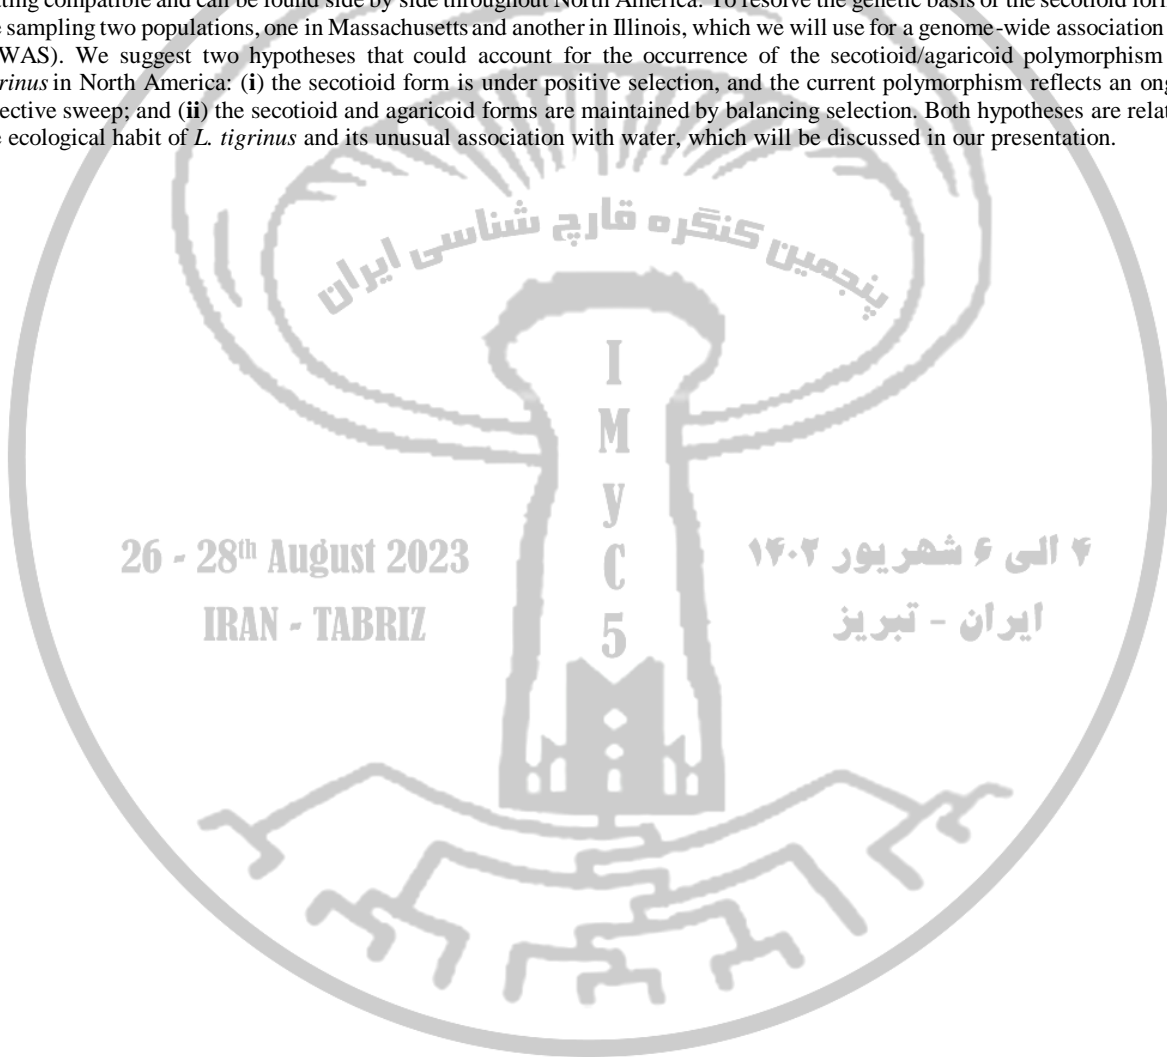 ating compatible and can be found side by side throughout North America. To resolve the genetic basis of the secotioid form
e sampling two populations, one in Massachusetts and another in Illinois, which we will use for a genome-wide association
WAS). We suggest two hypotheses that could account for the occurrence of the secotioid/agaricoid polymorphism
rinus in North America: (i) the secotioid form is under positive selection, and the current polymorphism reflects an ong
ective sweep; and (ii) the secotioid and agaricoid forms are maintained by balancing selection. Both hypotheses are relat
e ecological habit of L. tigrinus and its unusual association with water, which will be discussed in our presentation.
پنجمین کنگره قارچ شناسی ایران
I
M
y
C
5
26 - 28th August 2023
IRAN - TABRIZ
۴ الی ۶ شهریور ۱۴۰۲
ایران - تبریز